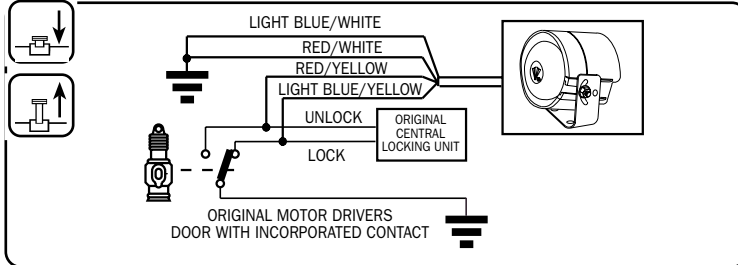 LIGHT BLUE/WHITE
RED/WHITE
RED/YELLOW
LIGHT BLUE/YELLOW
UNLOCK
ORIGINAL
CENTRAL
LOCKING UNIT
LOCK
ORIGINAL MOTOR DRIVERS
DOOR WITH INCORPORATED CONTACT